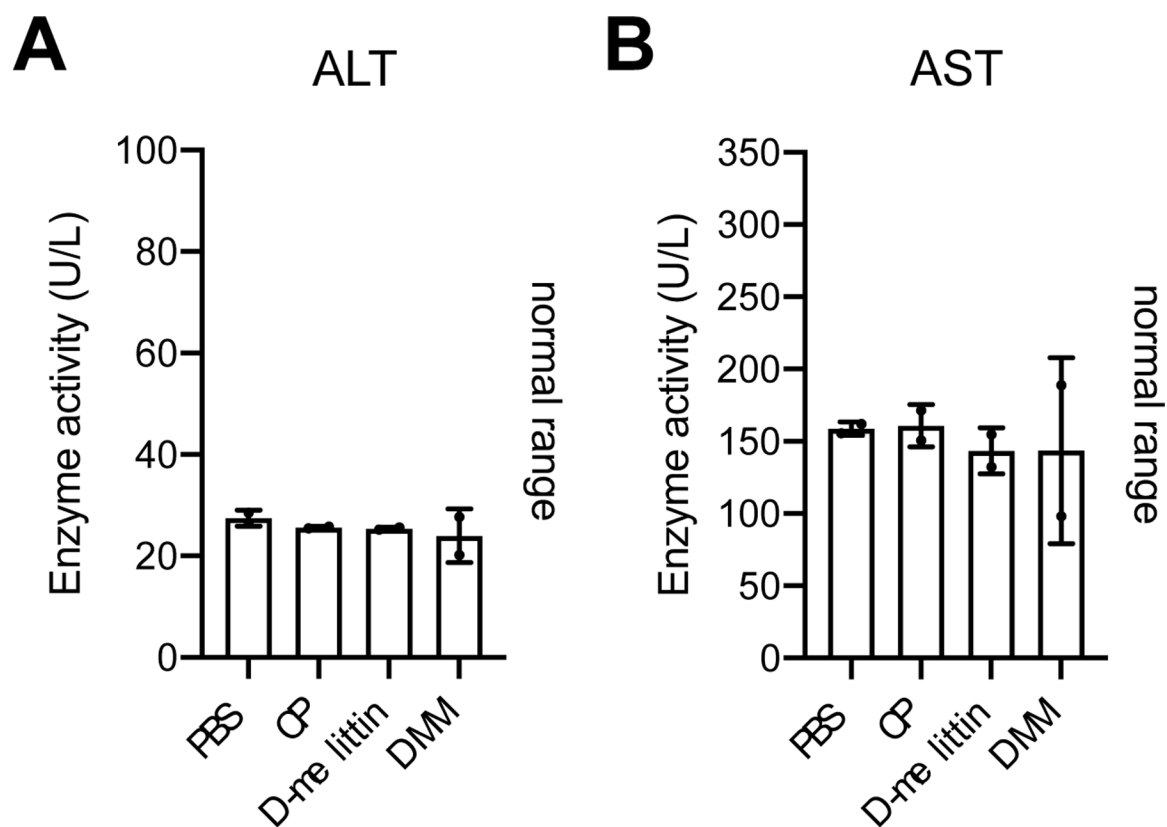 A
ALT
Enzyme activity (U/L)
100
80
60
40
20
0
PBS
CP
D-me littin
DMM
normal range
B
AST
Enzyme activity (U/L)
350
300
250
200
150
100
50
0
PBS
CP
D-me littin
DMM
normal range